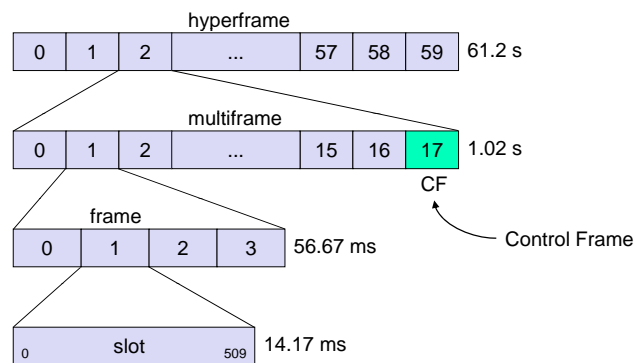 hyperframe
0 1 2 ... 57 58 59 61.2 s
multiframe
0 1 2 ... 15 16 17 1.02 s
CF
frame
0 1 2 3 56.67 ms
Control Frame
0 slot 509 14.17 ms